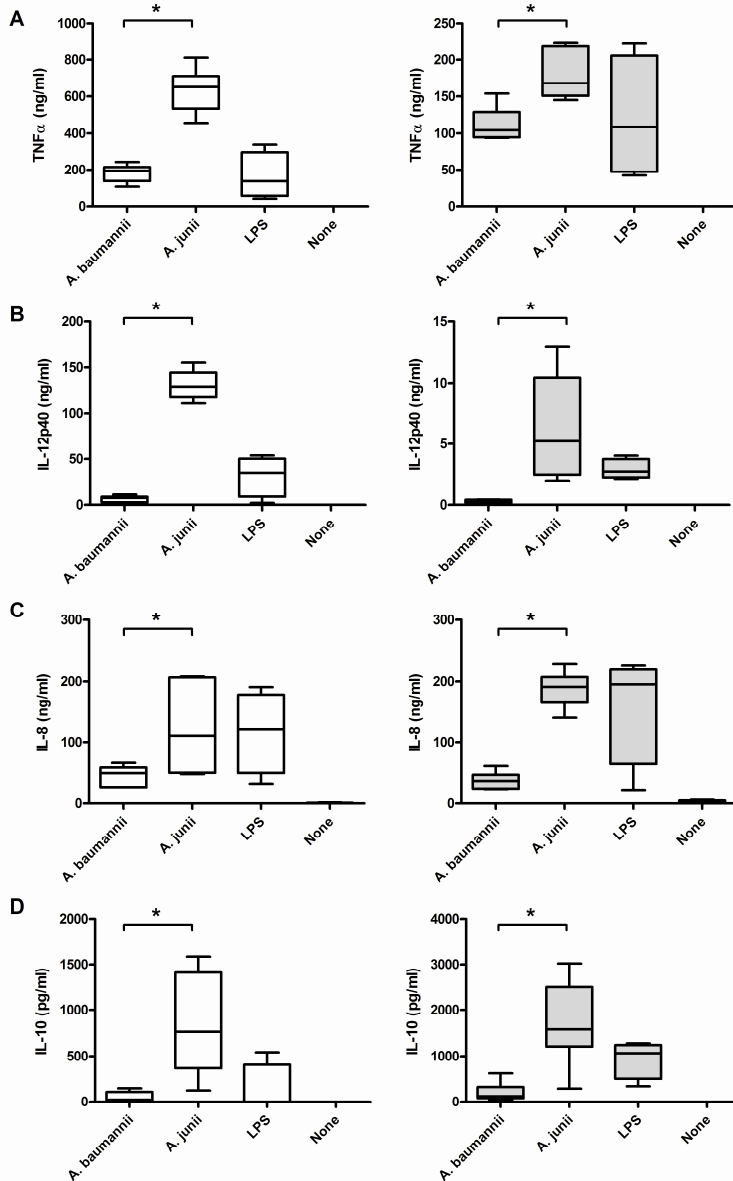 A
*
*
1000
800
600
400
200
0
TNFα (ng/ml)
A. baumannii
A. junii
LPS
None
250
200
150
100
50
0
TNFα (ng/ml)
A. baumannii
A. junii
LPS
None
B
*
*
200
150
100
50
0
IL-12p40 (ng/ml)
A. baumannii
A. junii
LPS
None
15
10
5
0
IL-12p40 (ng/ml)
A. baumannii
A. junii
LPS
None
C
*
*
300
200
100
0
IL-8 (ng/ml)
A. baumannii
A. junii
LPS
None
300
200
100
0
IL-8 (ng/ml)
A. baumannii
A. junii
LPS
None
D
*
*
2000
1500
1000
500
0
IL-10 (pg/ml)
A. baumannii
A. junii
LPS
None
4000
3000
2000
1000
0
IL-10 (pg/ml)
A. baumannii
A. junii
LPS
None